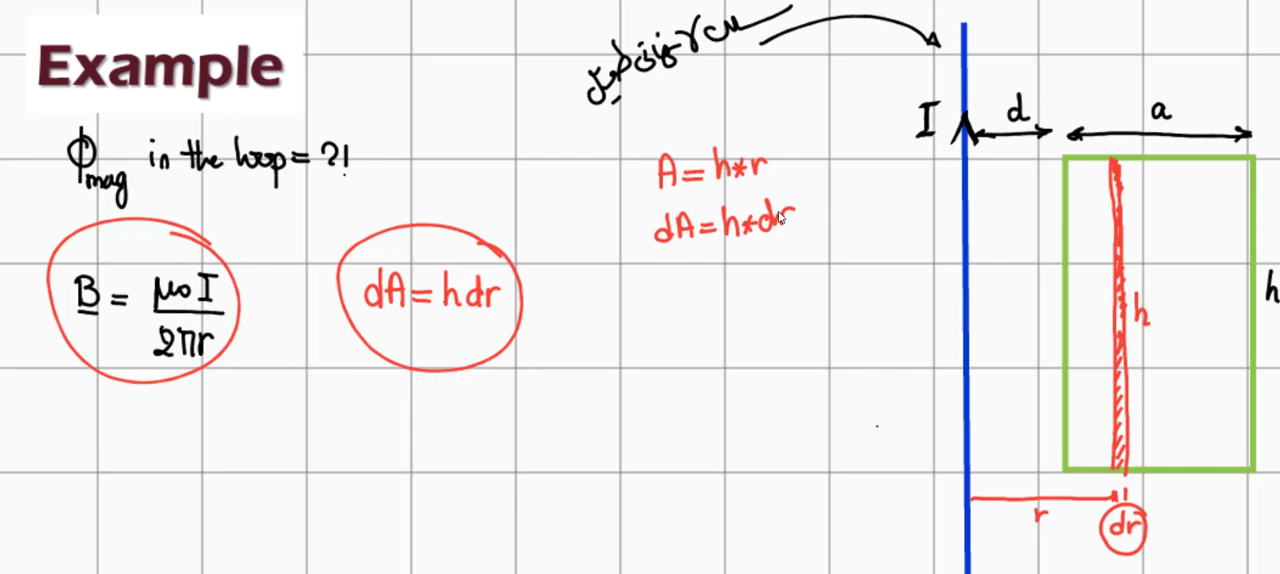 Example
I
d
a
Φmag in the loop = ?!
A = h*r
dA = h*dr
B = μ₀I / 2πr
dA = hdr
h
h
r
dr